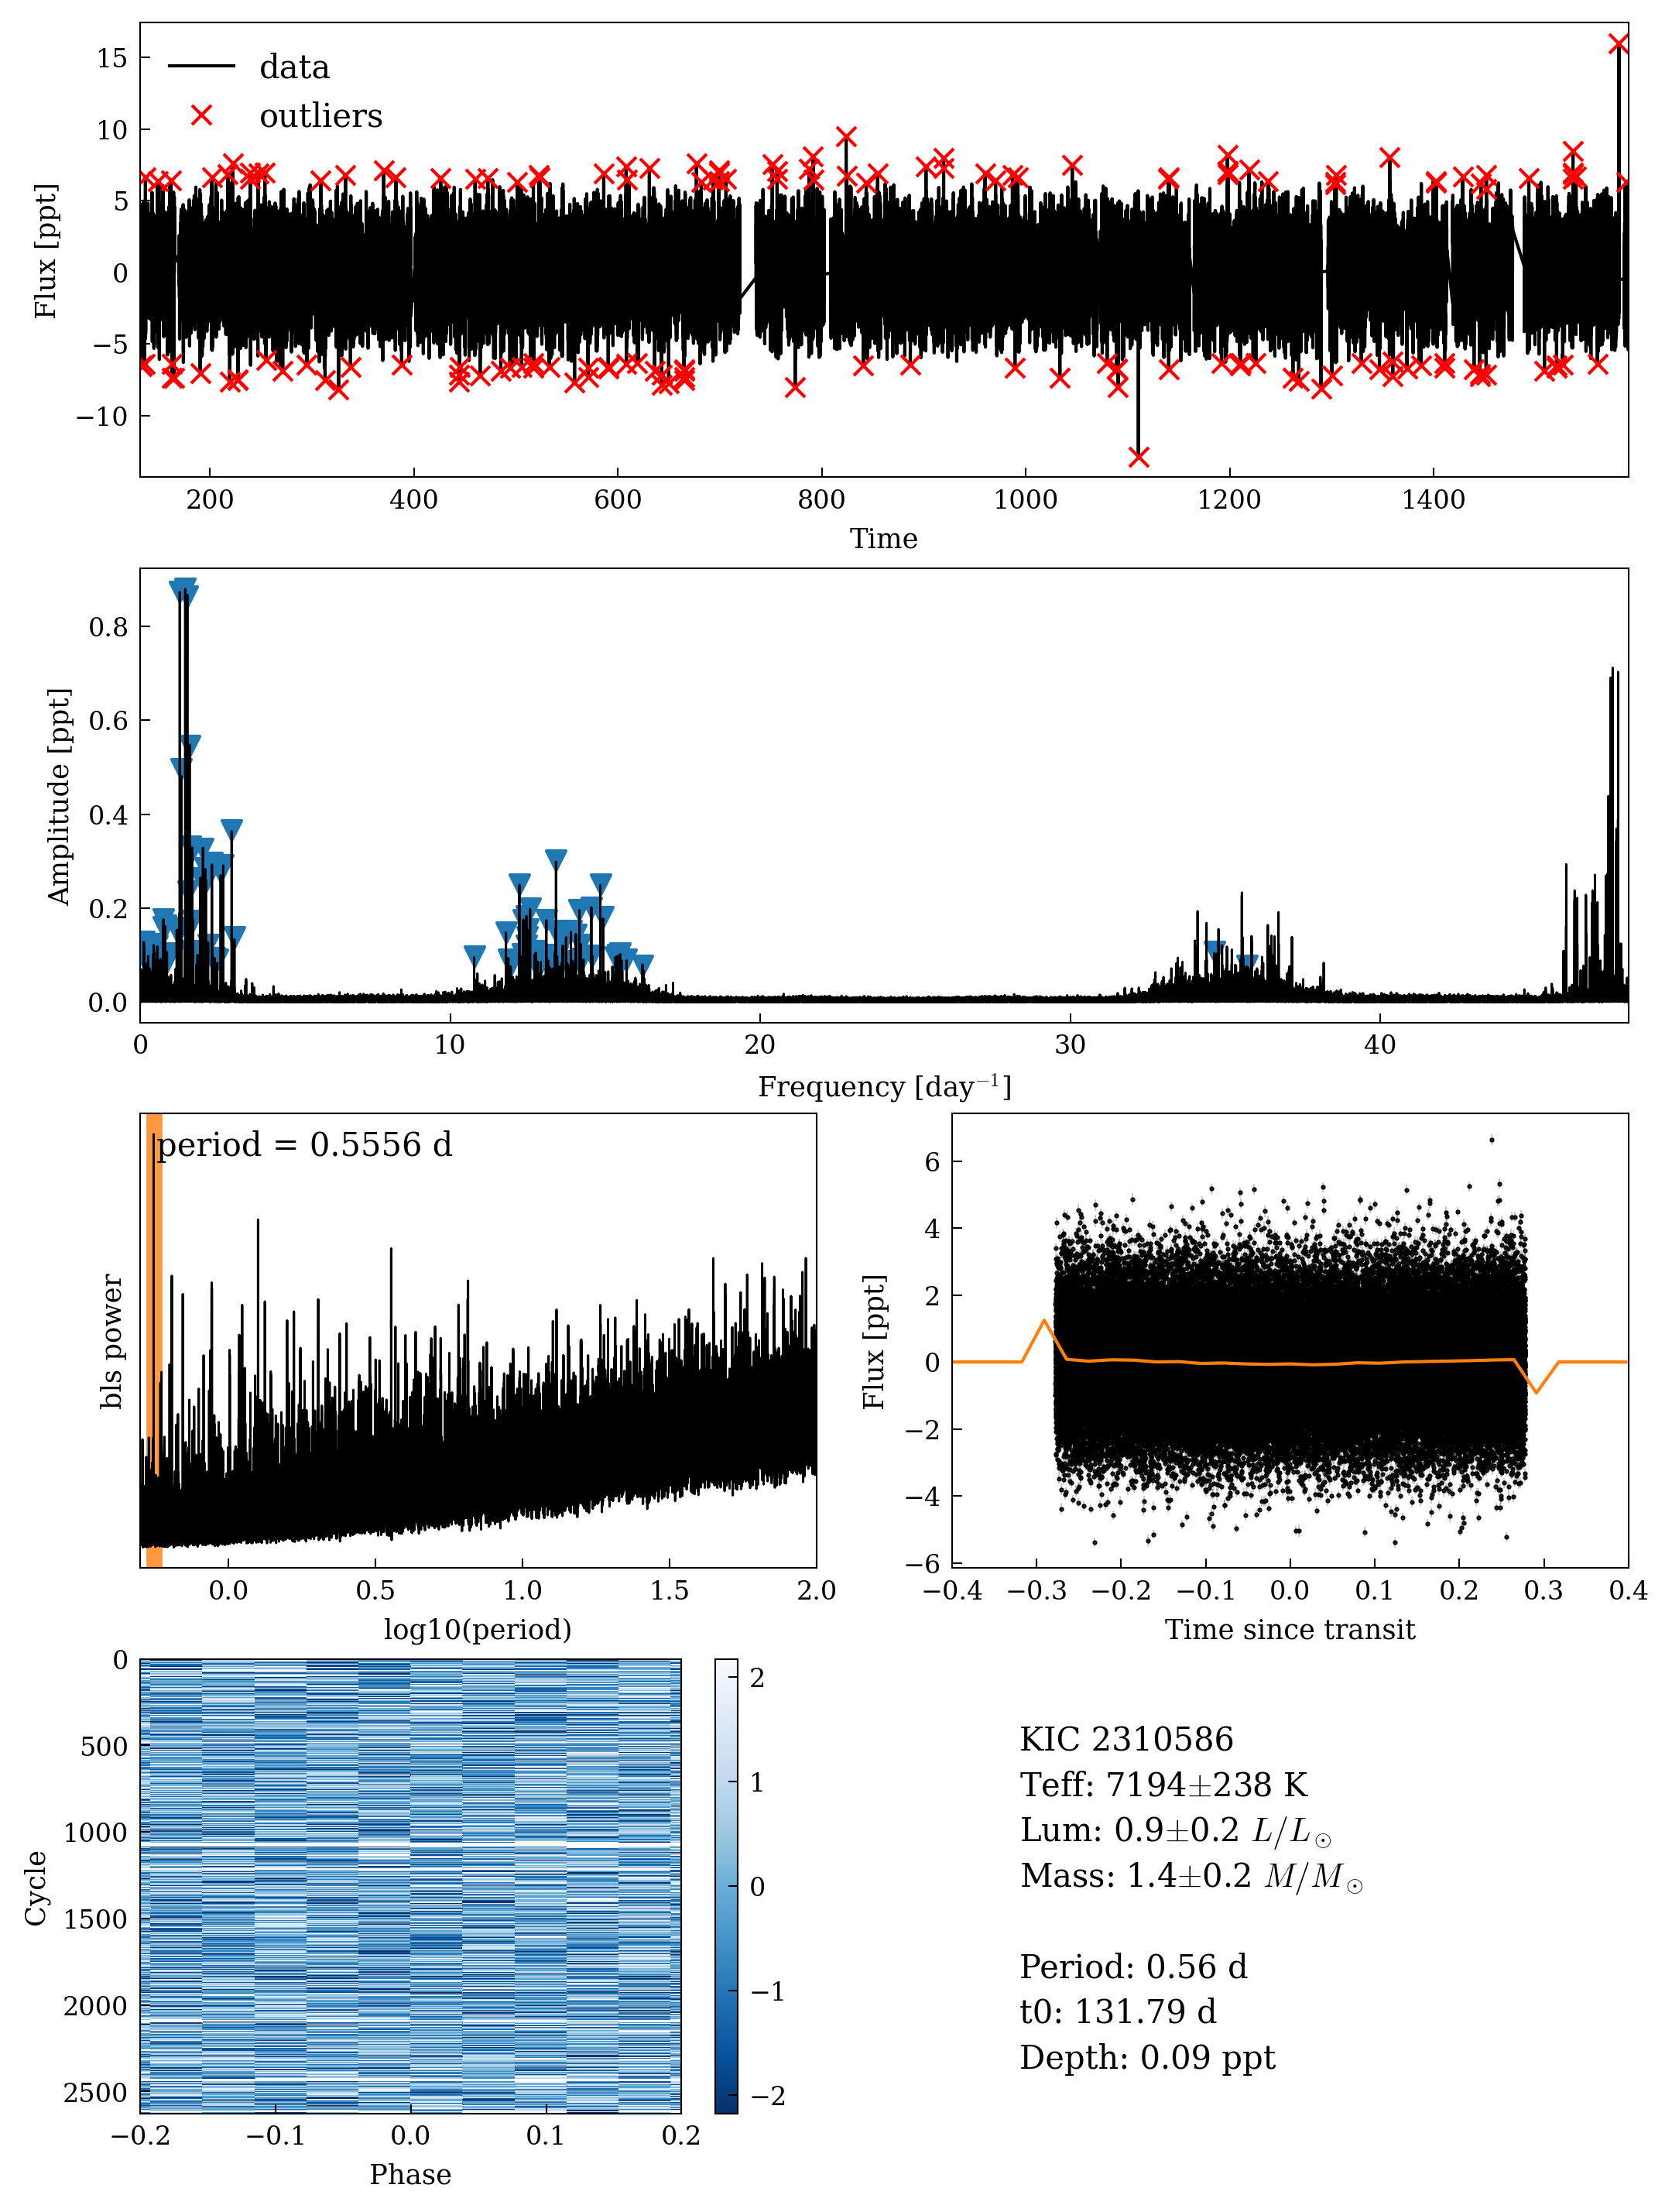 15
10
5
0
−5
−10
Flux [ppt]
data
outliers
200 400 600 800 1000 1200 1400
Time
0.8
0.6
0.4
0.2
0.0
Amplitude [ppt]
0 10 20 30 40
Frequency [day⁻¹]
period = 0.5556 d
bls power
0.0 0.5 1.0 1.5 2.0
log10(period)
6
4
2
0
−2
−4
−6
Flux [ppt]
−0.4 −0.3 −0.2 −0.1 0.0 0.1 0.2 0.3 0.4
Time since transit
0
500
1000
1500
2000
2500
Cycle
−0.2 −0.1 0.0 0.1 0.2
Phase
2
1
0
−1
−2
KIC 2310586
Teff: 7194±238 K
Lum: 0.9±0.2 L/L⊙
Mass: 1.4±0.2 M/M⊙
Period: 0.56 d
t0: 131.79 d
Depth: 0.09 ppt